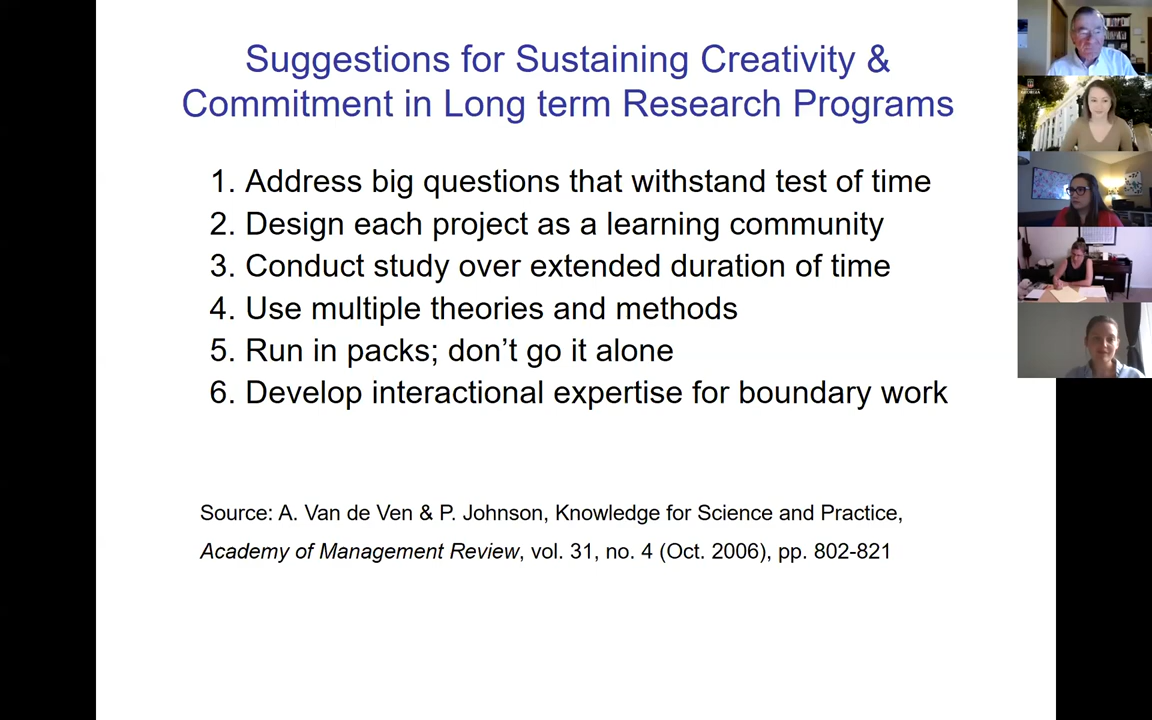 Suggestions for Sustaining Creativity &
Commitment in Long term Research Programs
1. Address big questions that withstand test of time
2. Design each project as a learning community
3. Conduct study over extended duration of time
4. Use multiple theories and methods
5. Run in packs; don’t go it alone
6. Develop interactional expertise for boundary work
Source: A. Van de Ven & P. Johnson, Knowledge for Science and Practice,
Academy of Management Review, vol. 31, no. 4 (Oct. 2006), pp. 802-821
GEORGIA